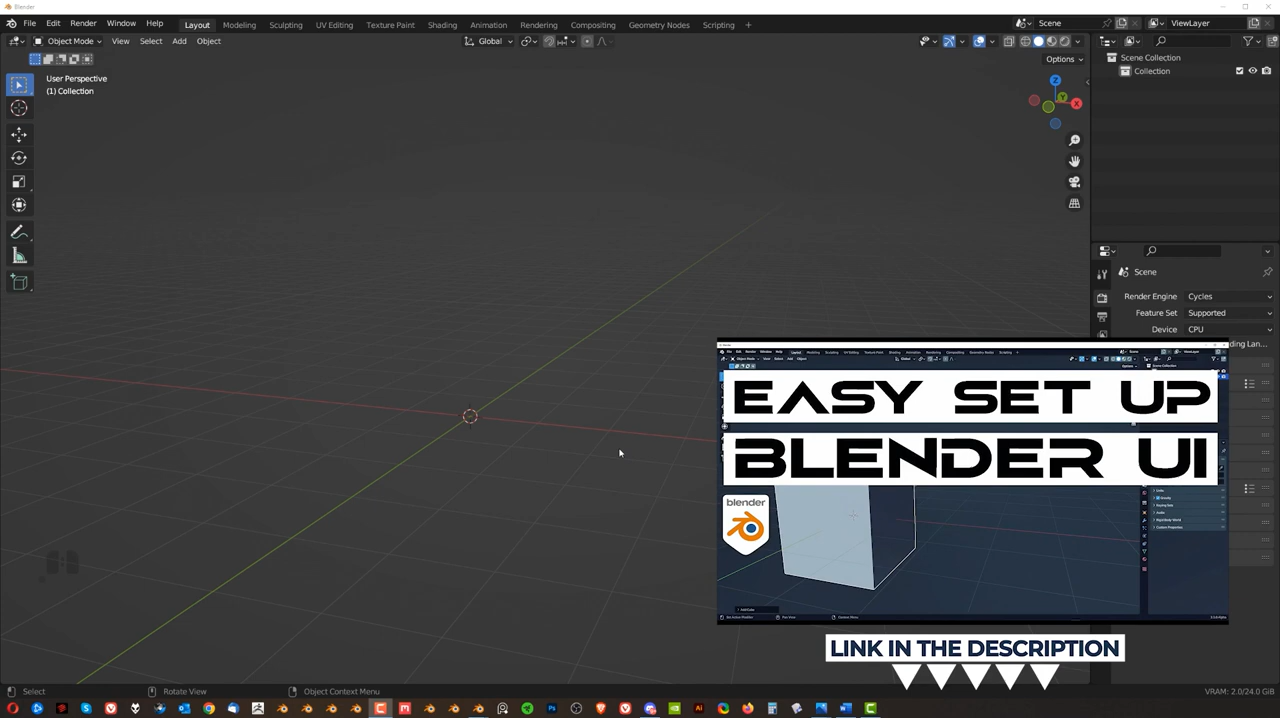 Blender
File Edit Render Window Help Layout Modeling Sculpting UV Editing Texture Paint Shading Animation Rendering Compositing Geometry Nodes Scripting + Scene ViewLayer
Object Mode View Select Add Object Global
Options
User Perspective
(1) Collection
Scene Collection
Collection
Z
Y
X
Scene
Render Engine Cycles
Feature Set Supported
Device CPU
ding Lan...
EASY SET UP
BLENDER UI
blender
LINK IN THE DESCRIPTION
Select Rotate View Object Context Menu VRAM: 2.0/24.0 GiB